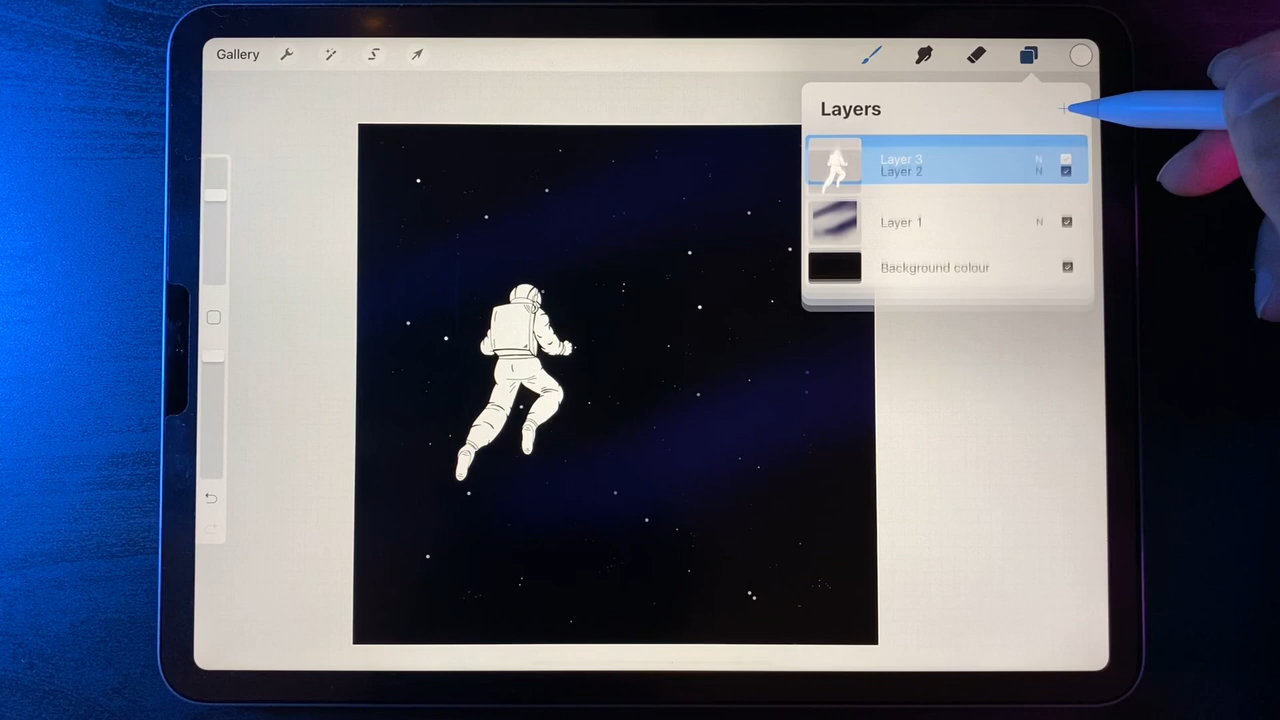 Gallery
Layers
Layer 3 N
Layer 2 N
Layer 1 N
Background colour